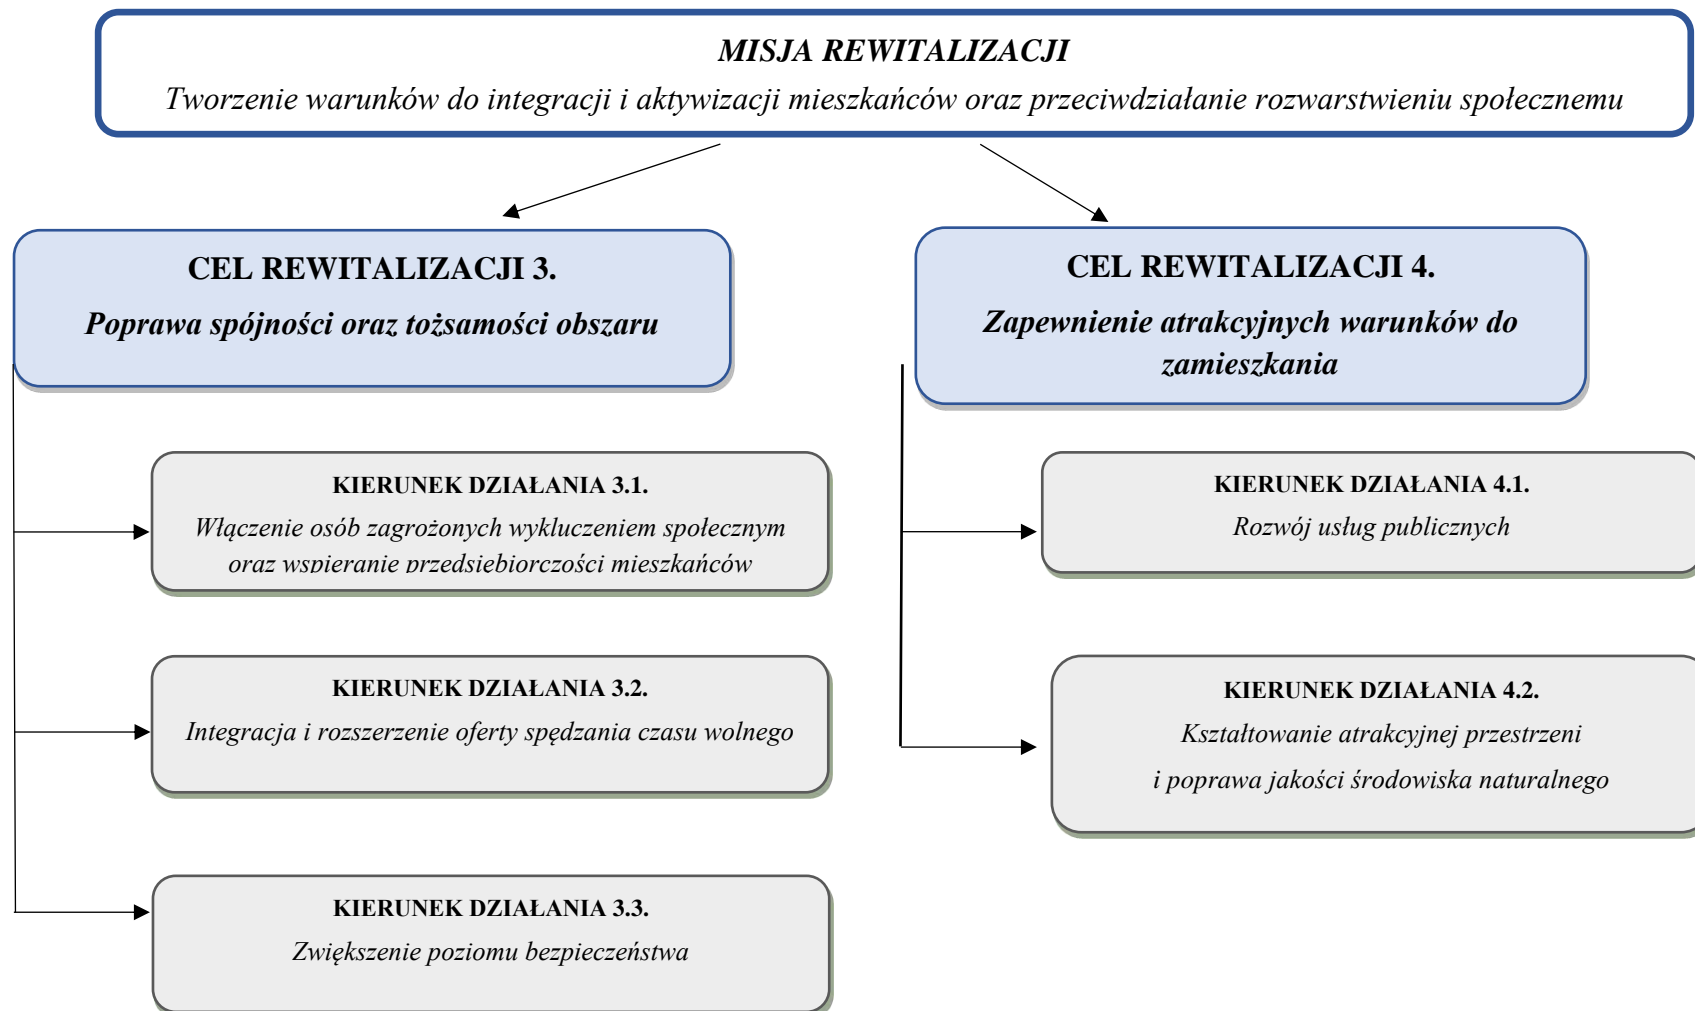 MISJA REWITALIZACJI
Tworzenie warunków do integracji i aktywizacji mieszkańców oraz przeciwdziałanie rozwarstwieniu społecznemu
CEL REWITALIZACJI 3.
Poprawa spójności oraz tożsamości obszaru
CEL REWITALIZACJI 4.
Zapewnienie atrakcyjnych warunków do
zamieszkania
KIERUNEK DZIAŁANIA 3.1.
Włączenie osób zagrożonych wykluczeniem społecznym
oraz wspieranie przedsiębiorczości mieszkańców
KIERUNEK DZIAŁANIA 4.1.
Rozwój usług publicznych
KIERUNEK DZIAŁANIA 3.2.
Integracja i rozszerzenie oferty spędzania czasu wolnego
KIERUNEK DZIAŁANIA 4.2.
Kształtowanie atrakcyjnej przestrzeni
i poprawa jakości środowiska naturalnego
KIERUNEK DZIAŁANIA 3.3.
Zwiększenie poziomu bezpieczeństwa